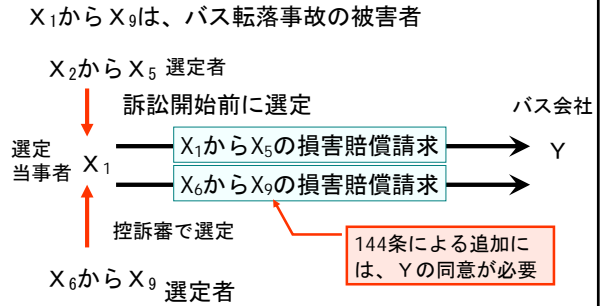 X₁からX₉は、バス転落事故の被害者
X₂からX₅ 選定者
訴訟開始前に選定
バス会社
選定
当事者
X₁
X₁からX₅の損害賠償請求
Y
X₆からX₉の損害賠償請求
控訴審で選定
144条による追加に
は、Yの同意が必要
X₆からX₉ 選定者